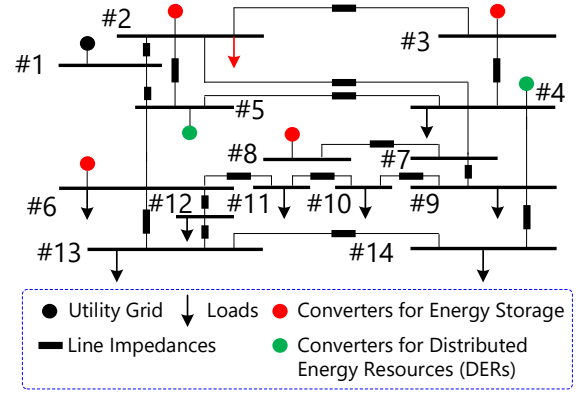 #2
#3
#1
#4
#5
#8
#7
#6
#12
#11
#10
#9
#13
#14
Utility Grid
Loads
Converters for Energy Storage
Line Impedances
Converters for Distributed
Energy Resources (DERs)